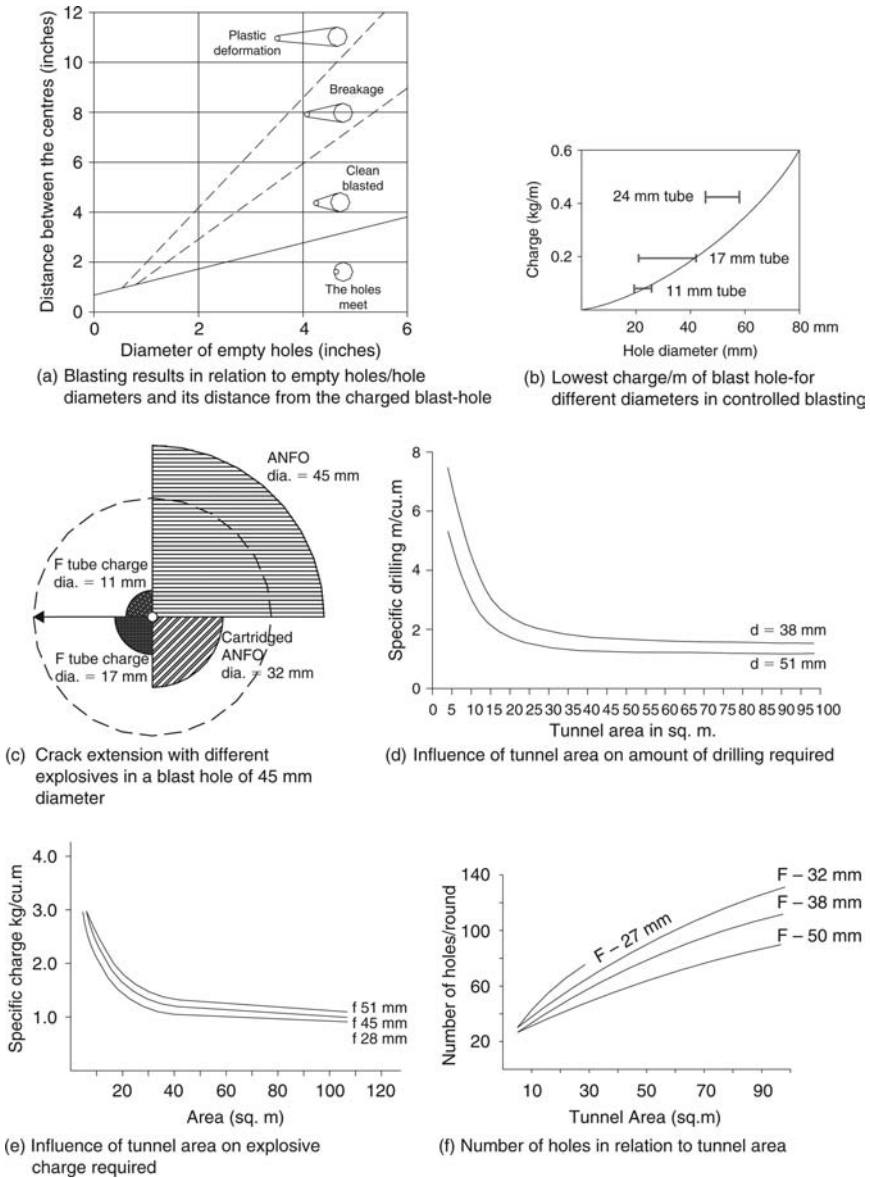 12
10
8
6
4
2
0
Distance between the centres (inches)
Plastic
deformation
Breakage
Clean
blasted
The holes
meet
0 2 4 6
Diameter of empty holes (inches)
(a) Blasting results in relation to empty holes/hole
diameters and its distance from the charged blast-hole
0.6
0.4
0.2
Charge (kg/m)
24 mm tube
17 mm tube
11 mm tube
20 40 60 80 mm
Hole diameter (mm)
(b) Lowest charge/m of blast hole-for
different diameters in controlled blasting
ANFO
dia. = 45 mm
F tube charge
dia. = 11 mm
F tube charge
dia. = 17 mm
Cartridged
ANFO
dia. = 32 mm
(c) Crack extension with different
explosives in a blast hole of 45 mm
diameter
8
6
4
2
0
Specific drilling m/cu.m
d = 38 mm
d = 51 mm
0 5 10 15 20 25 30 35 40 45 50 55 60 65 70 75 80 85 90 95 100
Tunnel area in sq. m.
(d) Influence of tunnel area on amount of drilling required
4.0
3.0
2.0
1.0
Specific charge kg/cu.m
f 51 mm
f 45 mm
f 28 mm
20 40 60 80 100 120
Area (sq. m)
(e) Influence of tunnel area on explosive
charge required
140
100
60
20
Number of holes/round
F – 27 mm
F – 32 mm
F – 38 mm
F – 50 mm
10 30 50 70 90
Tunnel Area (sq.m)
(f) Number of holes in relation to tunnel area